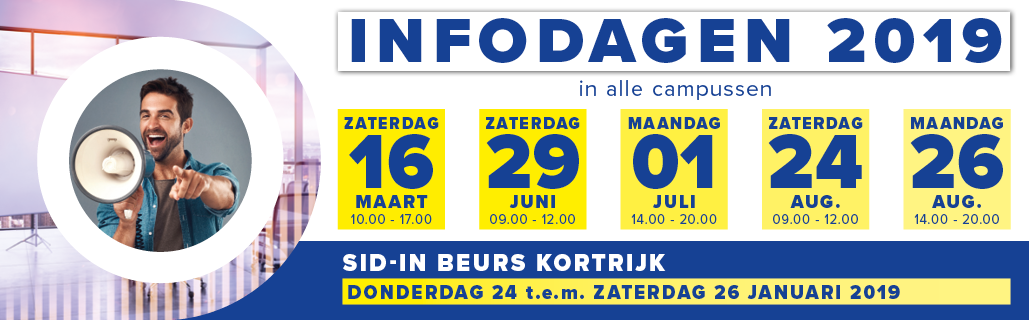 INFODAGEN 2019
in alle campussen
ZATERDAG
16
MAART
10.00 - 17.00
ZATERDAG
29
JUNI
09.00 - 12.00
MAANDAG
01
JULI
14.00 - 20.00
ZATERDAG
24
AUG.
09.00 - 12.00
MAANDAG
26
AUG.
14.00 - 20.00
SID-IN BEURS KORTRIJK
DONDERDAG 24 t.e.m. ZATERDAG 26 JANUARI 2019